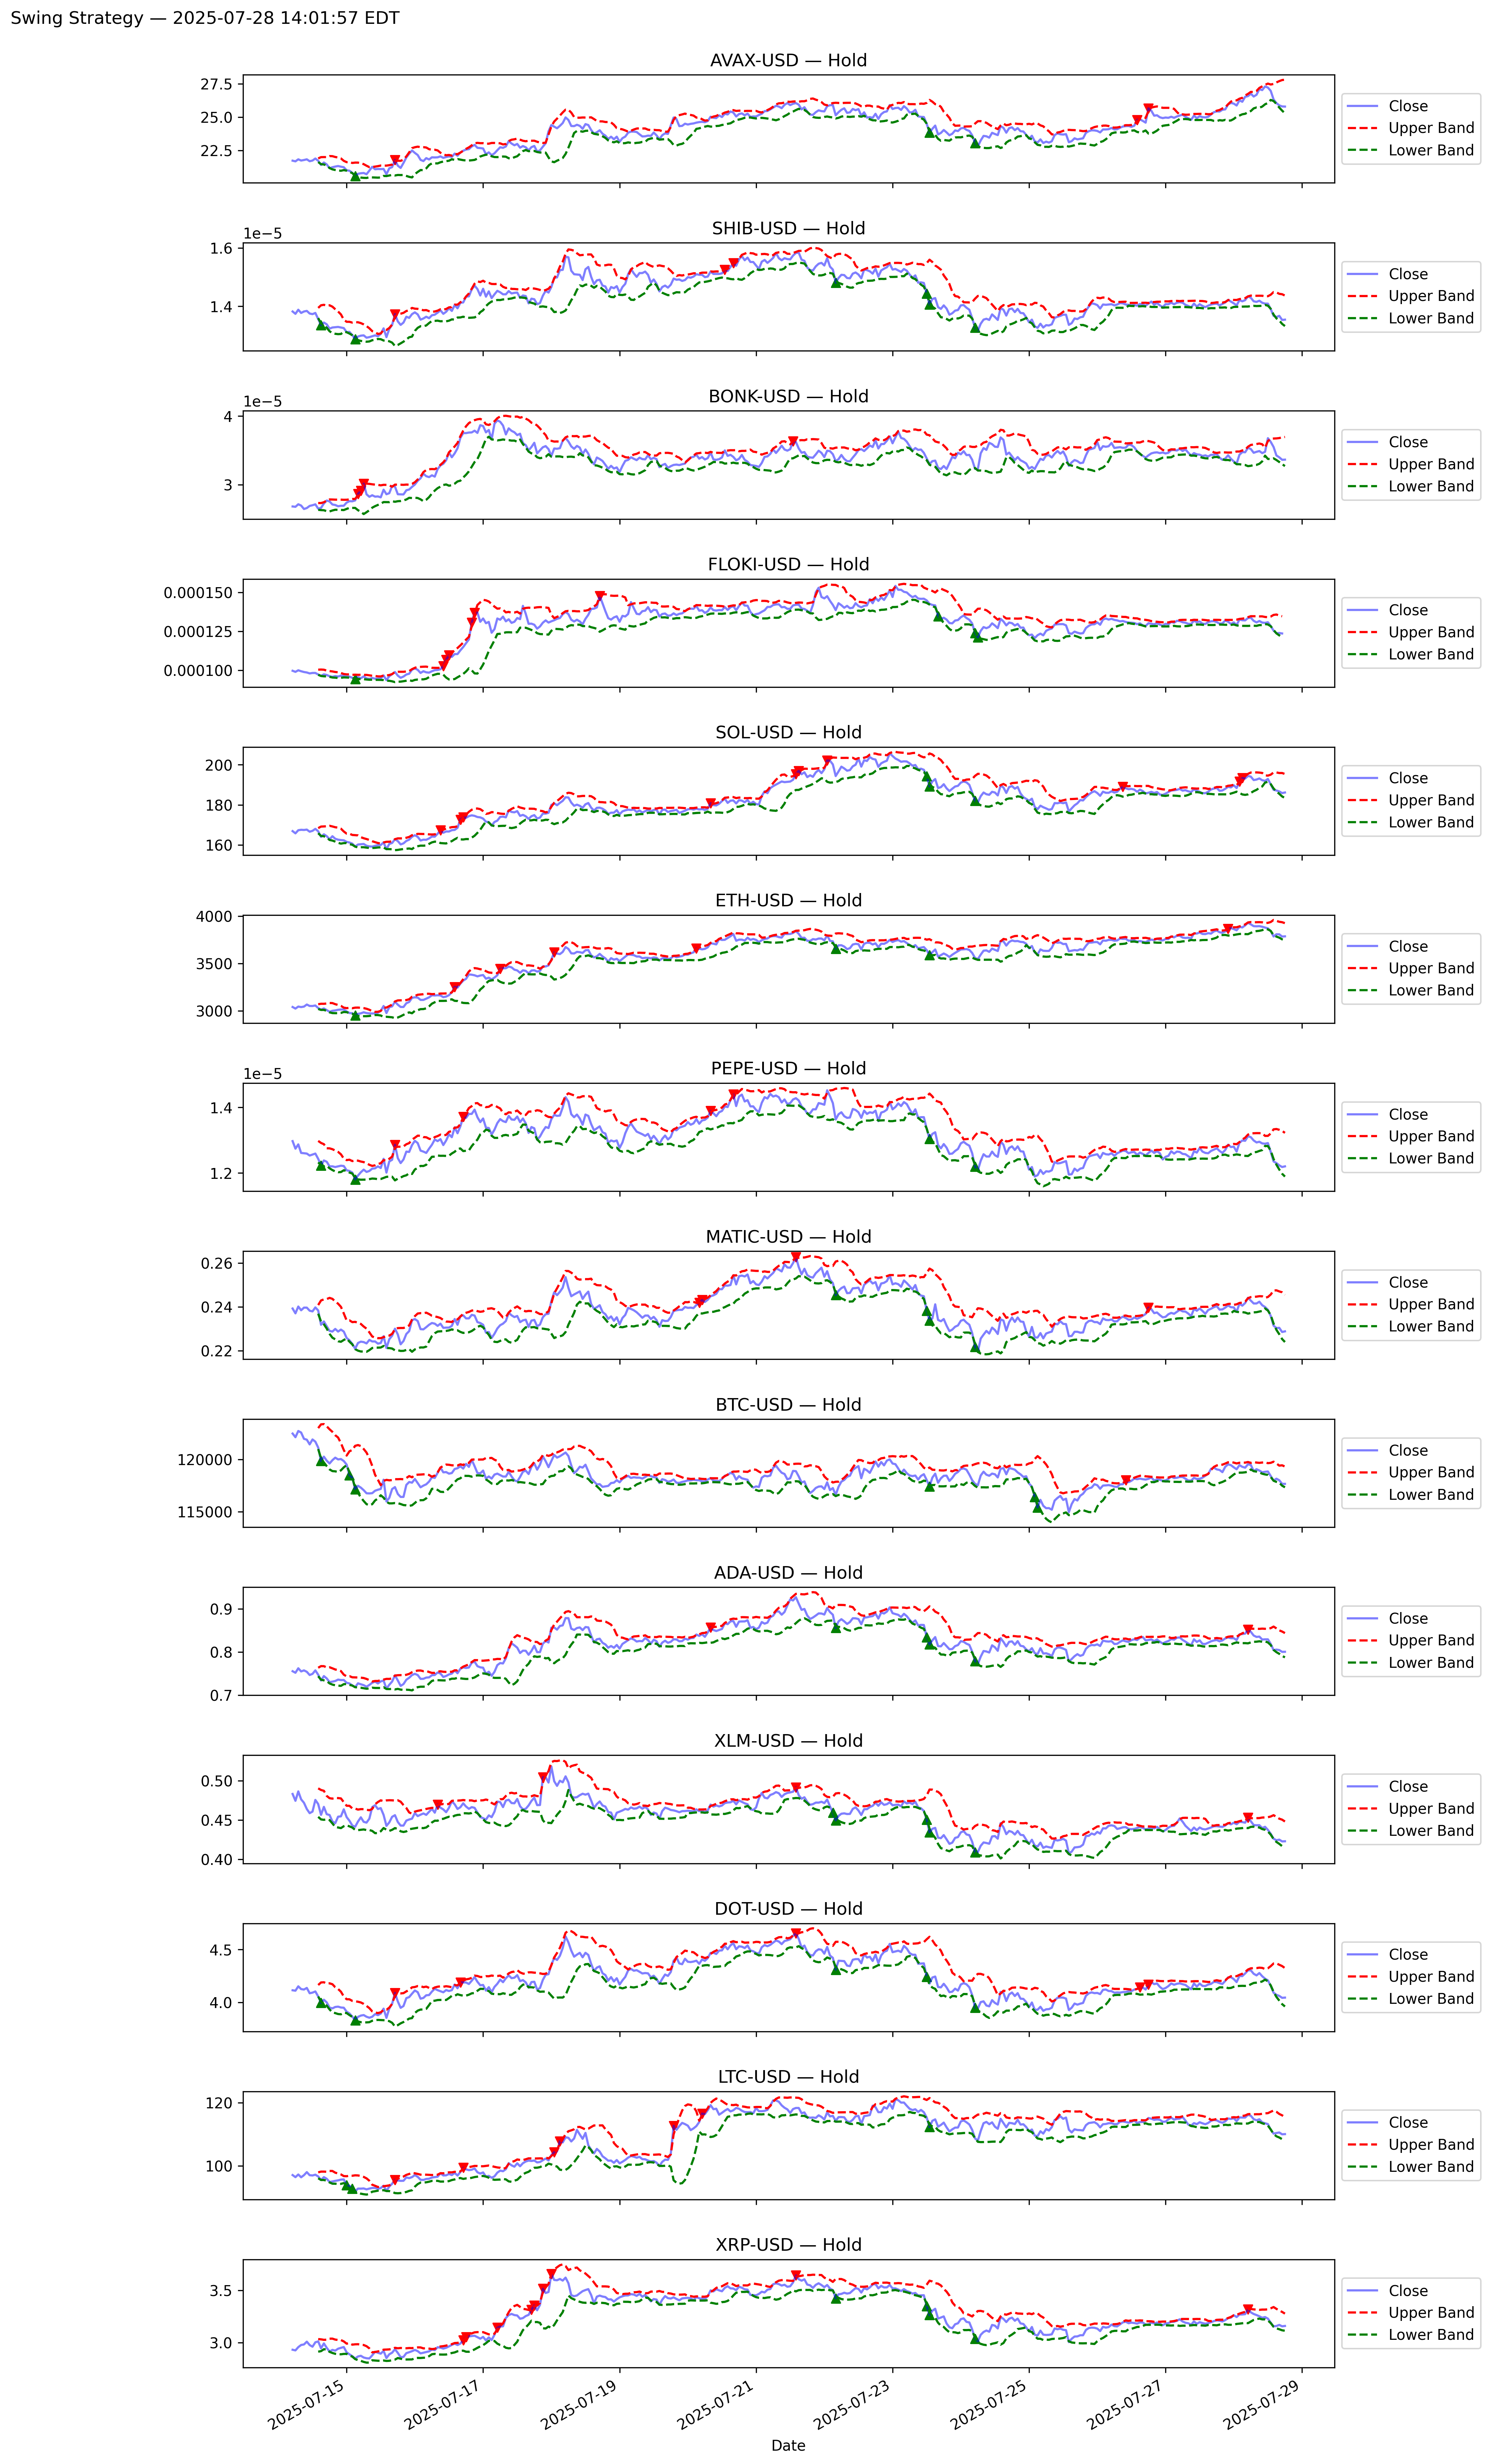 Swing Strategy — 2025-07-28 14:01:57 EDT
AVAX-USD — Hold
27.5
25.0
22.5
Close
Upper Band
Lower Band
SHIB-USD — Hold
1e−5
1.6
1.4
Close
Upper Band
Lower Band
BONK-USD — Hold
1e−5
4
3
Close
Upper Band
Lower Band
FLOKI-USD — Hold
0.000150
0.000125
0.000100
Close
Upper Band
Lower Band
SOL-USD — Hold
200
180
160
Close
Upper Band
Lower Band
ETH-USD — Hold
4000
3500
3000
Close
Upper Band
Lower Band
PEPE-USD — Hold
1e−5
1.4
1.2
Close
Upper Band
Lower Band
MATIC-USD — Hold
0.26
0.24
0.22
Close
Upper Band
Lower Band
BTC-USD — Hold
120000
115000
Close
Upper Band
Lower Band
ADA-USD — Hold
0.9
0.8
0.7
Close
Upper Band
Lower Band
XLM-USD — Hold
0.50
0.45
0.40
Close
Upper Band
Lower Band
DOT-USD — Hold
4.5
4.0
Close
Upper Band
Lower Band
LTC-USD — Hold
120
100
Close
Upper Band
Lower Band
XRP-USD — Hold
3.5
3.0
Close
Upper Band
Lower Band
2025-07-15
2025-07-17
2025-07-19
2025-07-21
2025-07-23
2025-07-25
2025-07-27
2025-07-29
Date